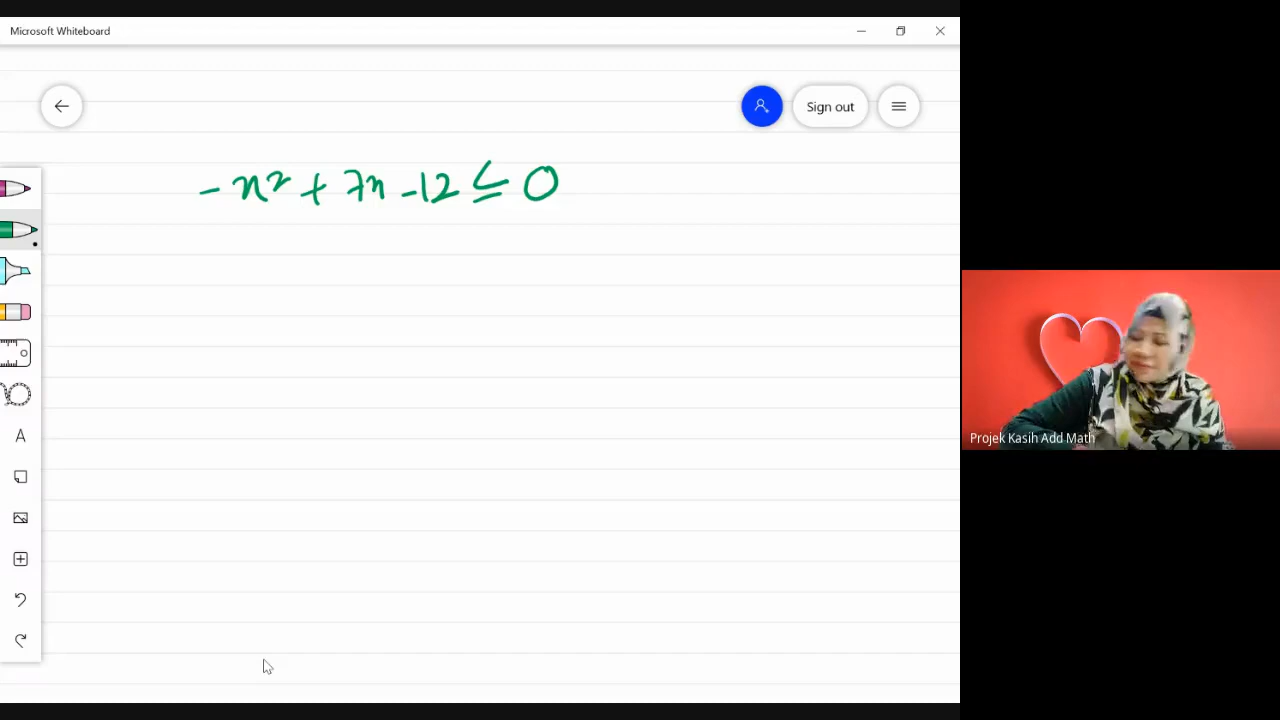 Microsoft Whiteboard
Sign out
-x² + 7x -12 ≤ 0
A
Projek Kasih Add Math